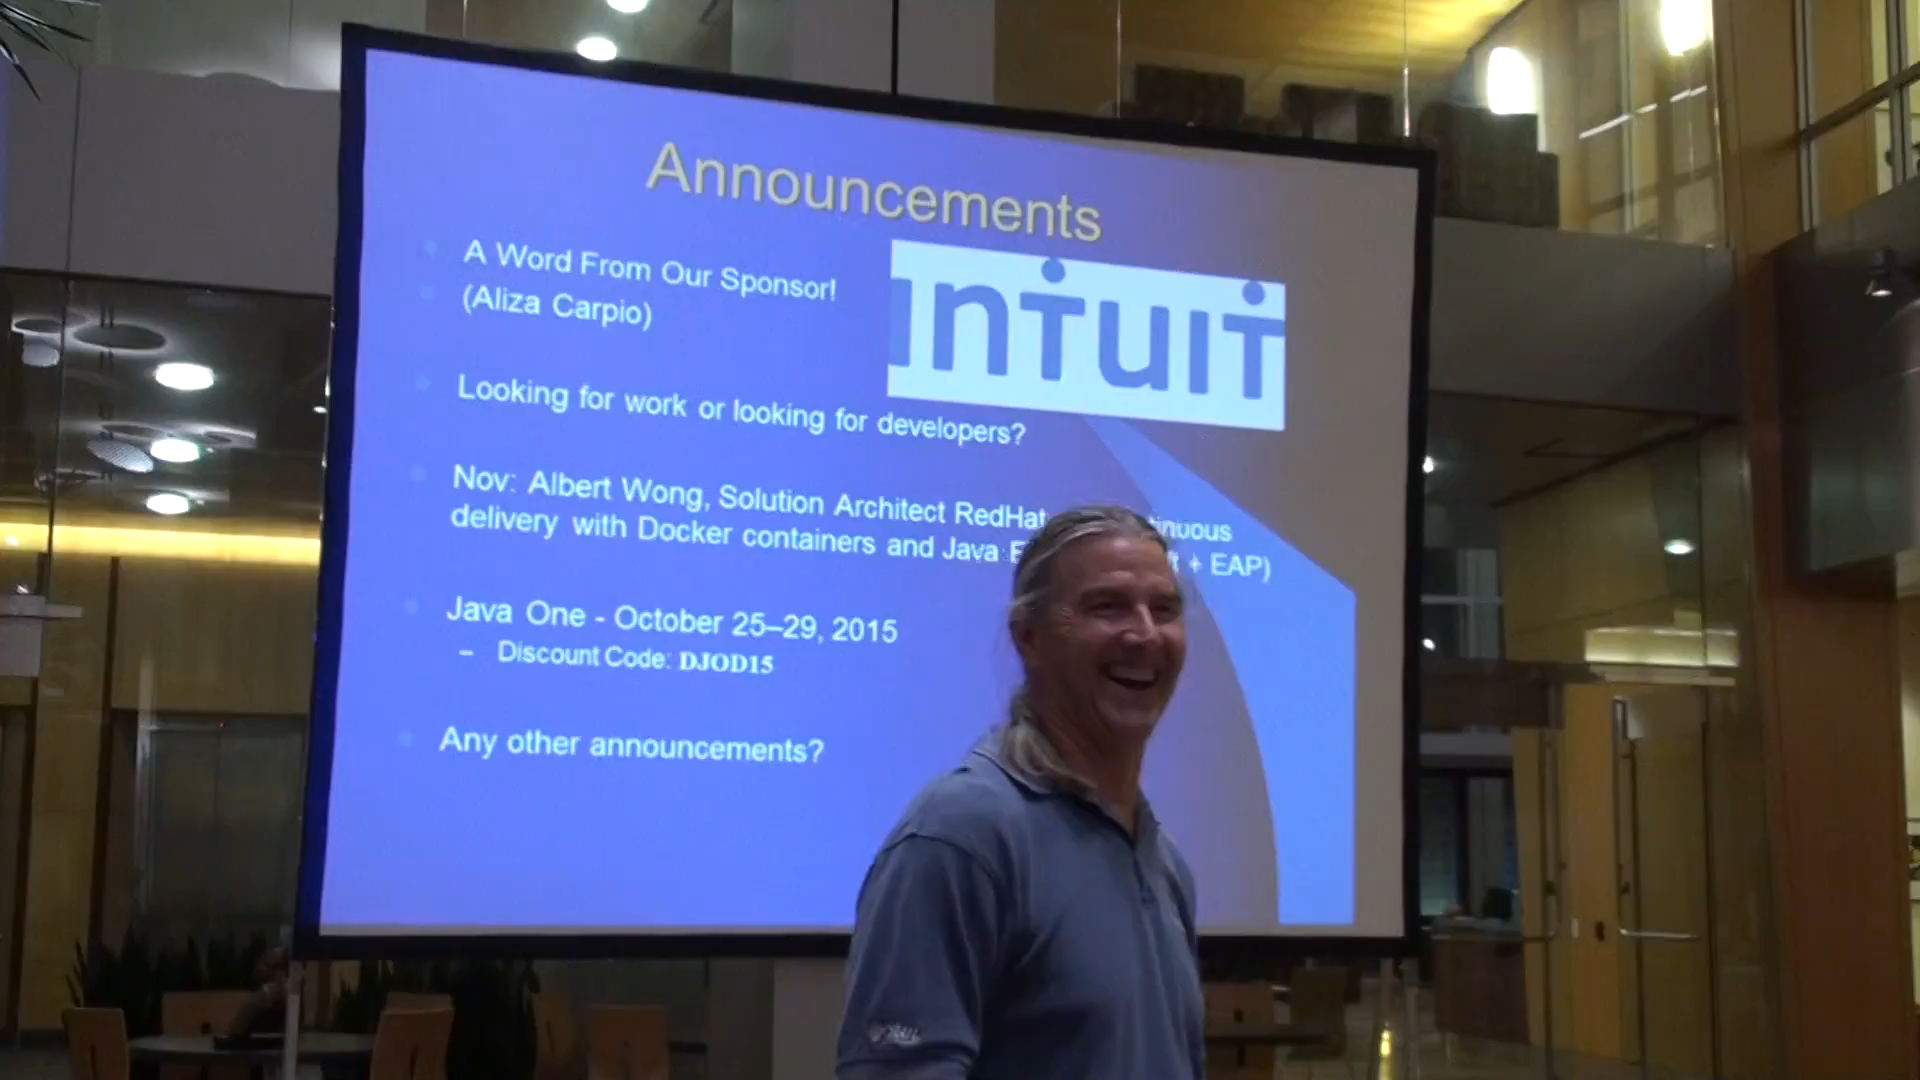 Announcements
A Word From Our Sponsor!
(Aliza Carpio)
INTUIT
Looking for work or looking for developers?
Nov: Albert Wong, Solution Architect RedHat
delivery with Docker containers and Java + EAP)
Java One - October 25–29, 2015
– Discount Code: DJOD15
Any other announcements?